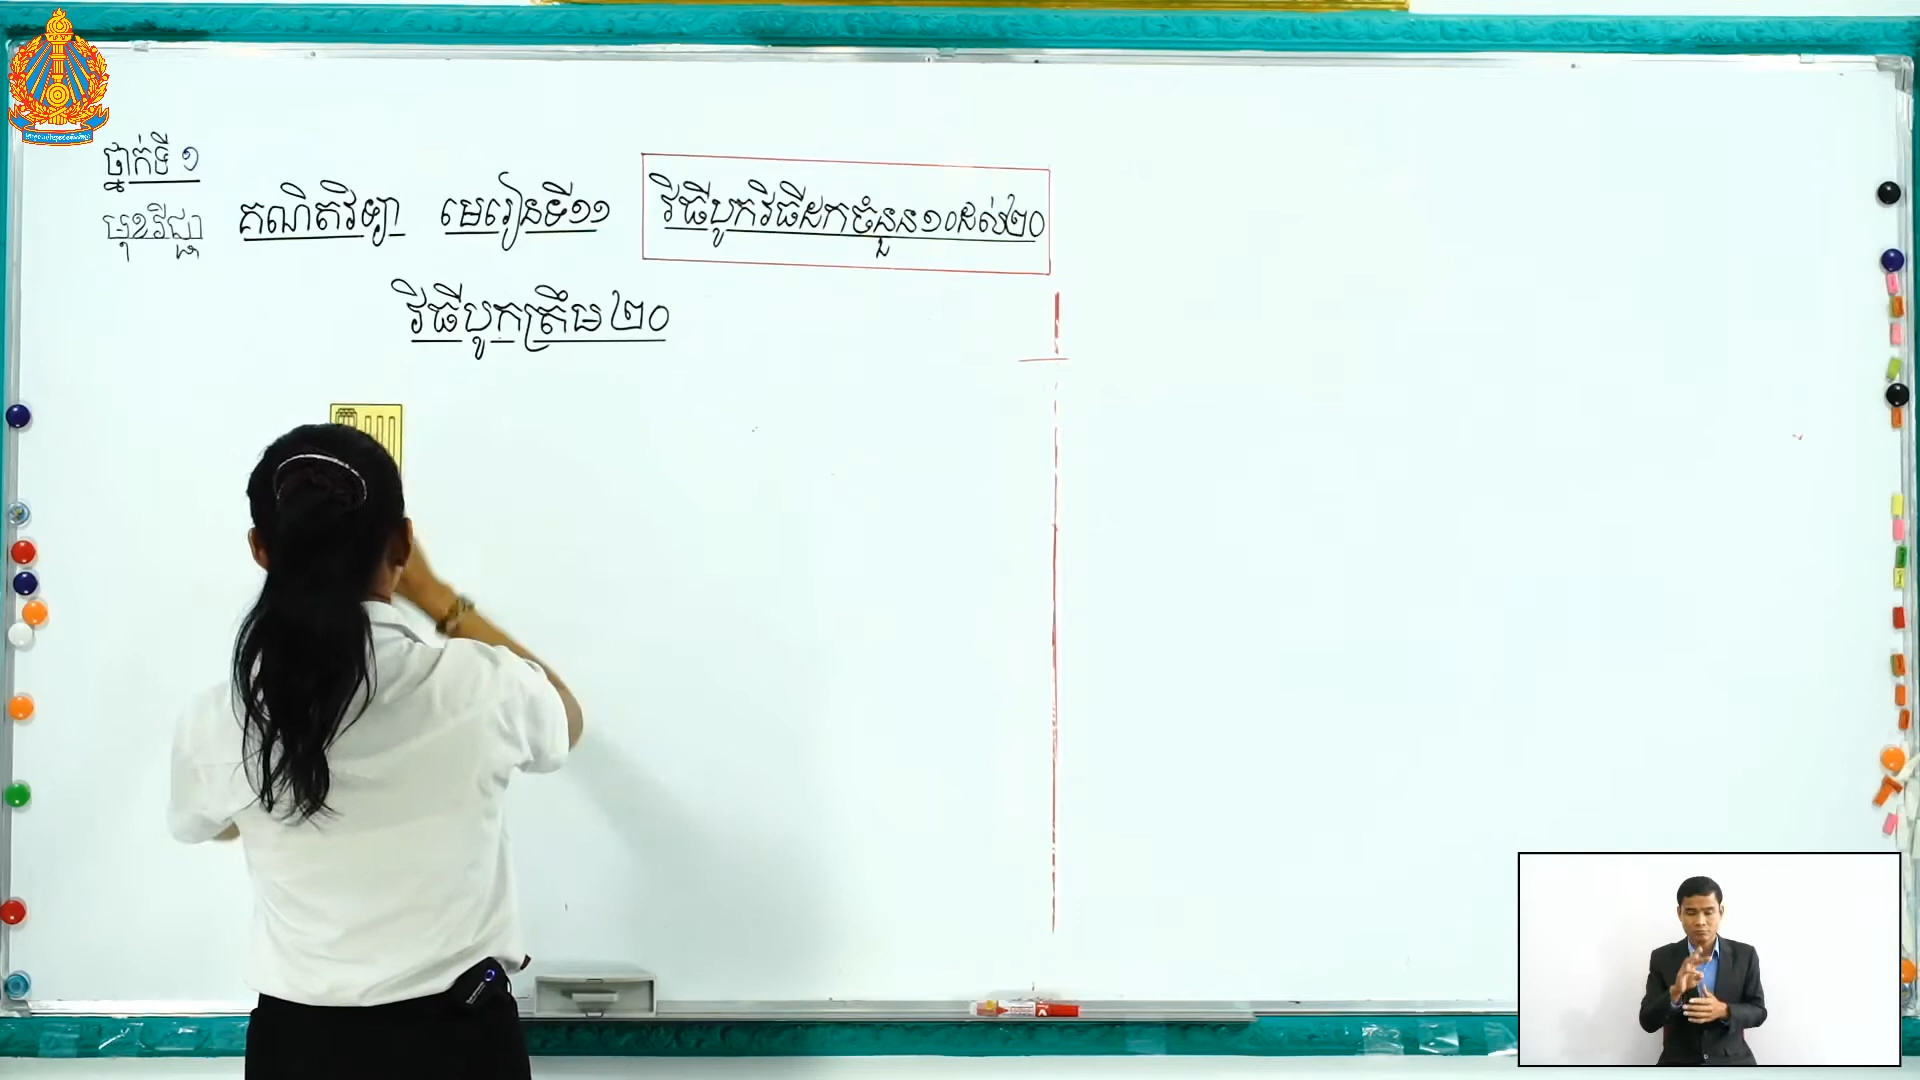 ថ្នាក់ទី ១
មុខវិជ្ជា គណិតវិទ្យា មេរៀនទី១១ វិធីបូកវិធីដកចំនួន១០ដល់២០
វិធីបូកត្រឹម ២០